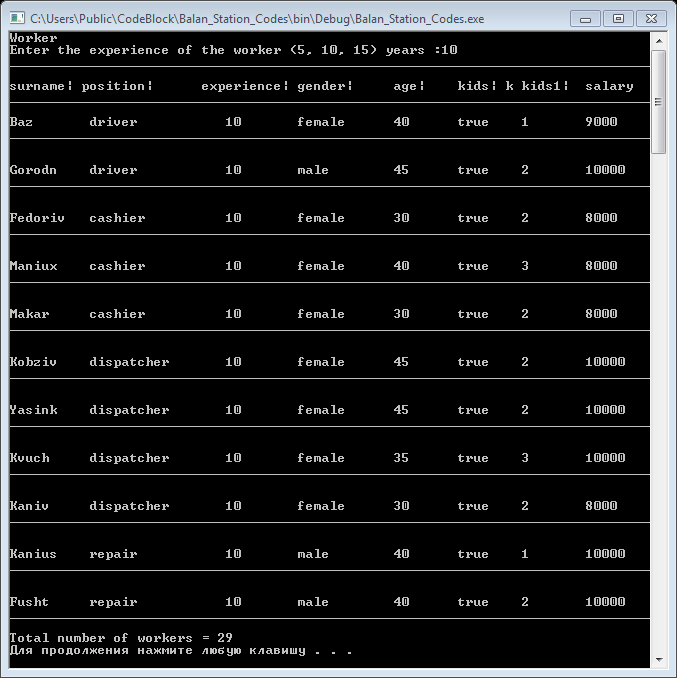 C:\Users\Public\CodeBlock\Balan_Station_Codes\bin\Debug\Balan_Station_Codes.exe
Worker
Enter the experience of the worker (5, 10, 15) years :10
surname¦ position¦ experience¦ gender¦ age¦ kids¦ k kids1¦ salary
Baz driver 10 female 40 true 1 9000
Gorodn driver 10 male 45 true 2 10000
Fedoriv cashier 10 female 30 true 2 8000
Maniux cashier 10 female 40 true 3 8000
Makar cashier 10 female 30 true 2 8000
Kobziv dispatcher 10 female 45 true 2 10000
Yasink dispatcher 10 female 45 true 2 10000
Kvuch dispatcher 10 female 35 true 3 10000
Kaniv dispatcher 10 female 30 true 2 8000
Kanius repair 10 male 40 true 1 10000
Fusht repair 10 male 40 true 2 10000
Total number of workers = 29
Для продолжения нажмите любую клавишу . . .